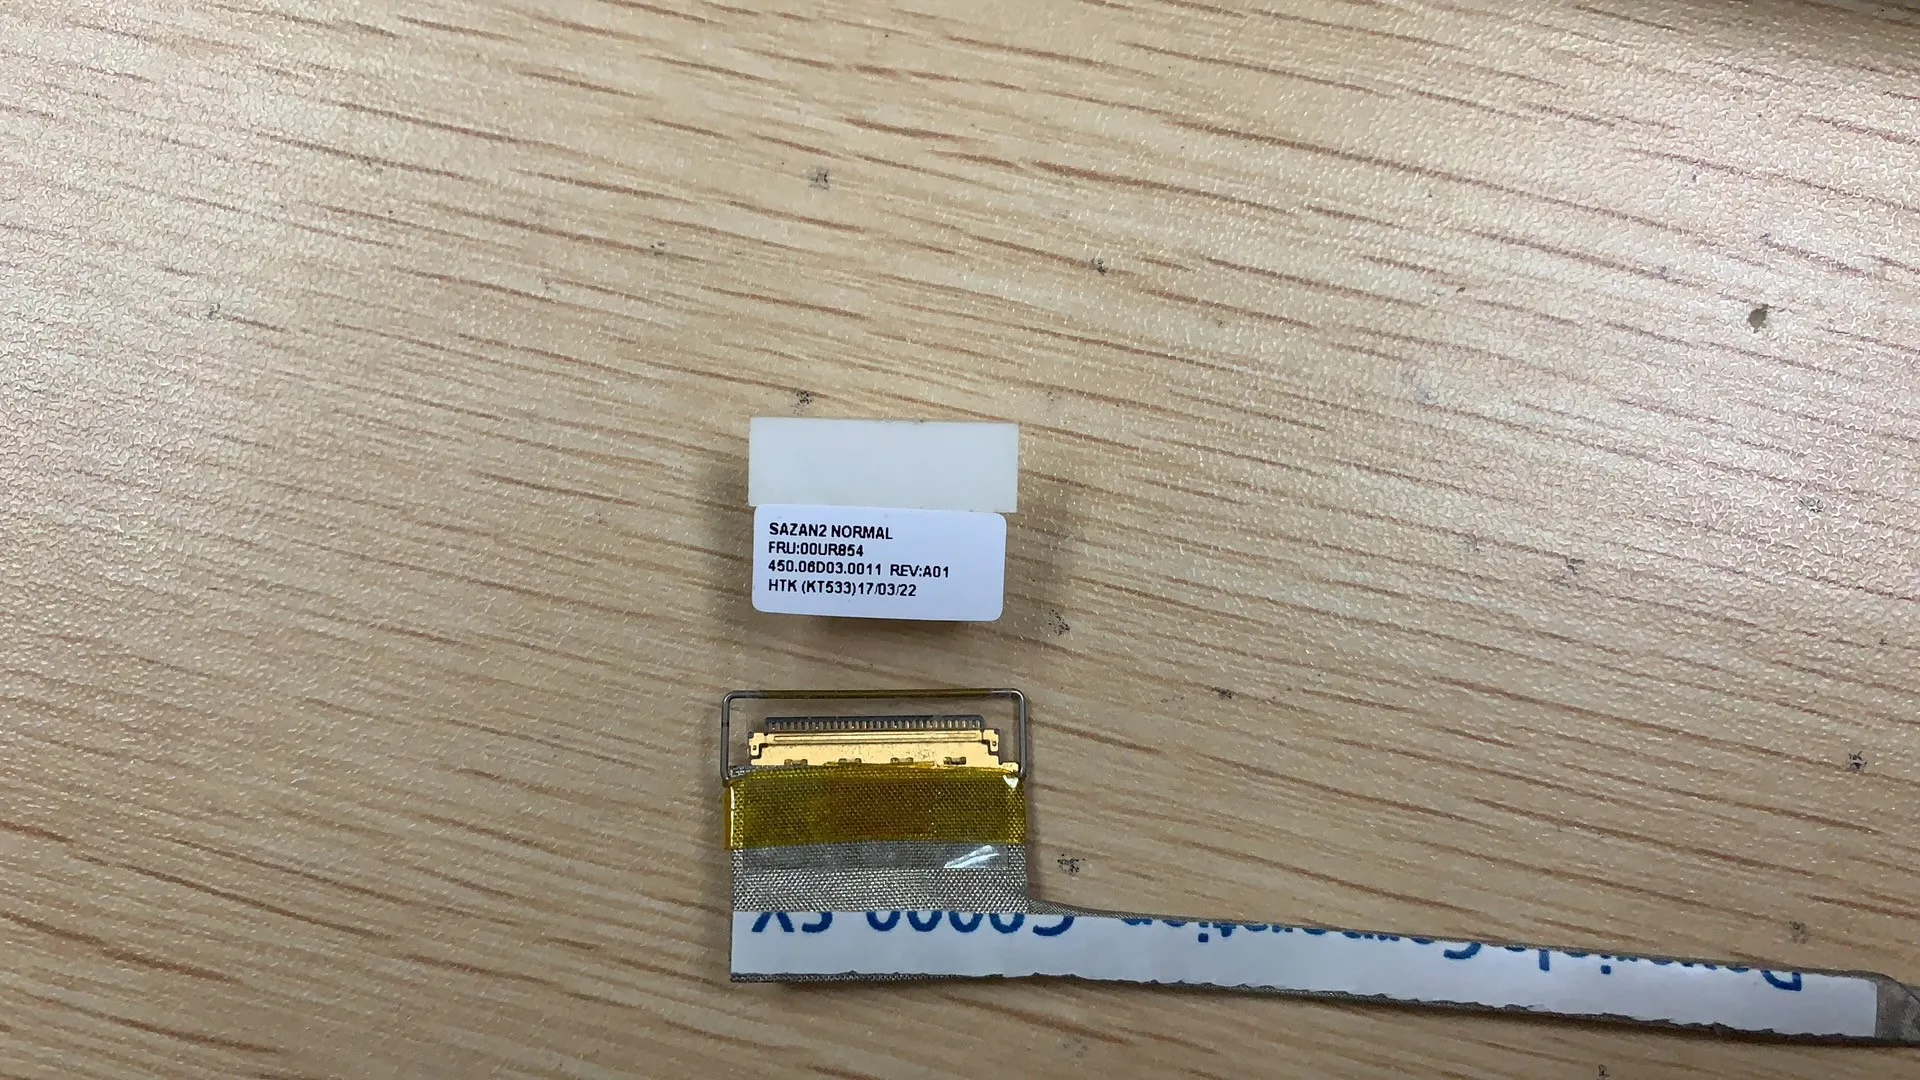 SAZAN2 NORMAL
FRU:00UR854
450.06D03.0011 REV:A01
HTK (KT533)17/03/22